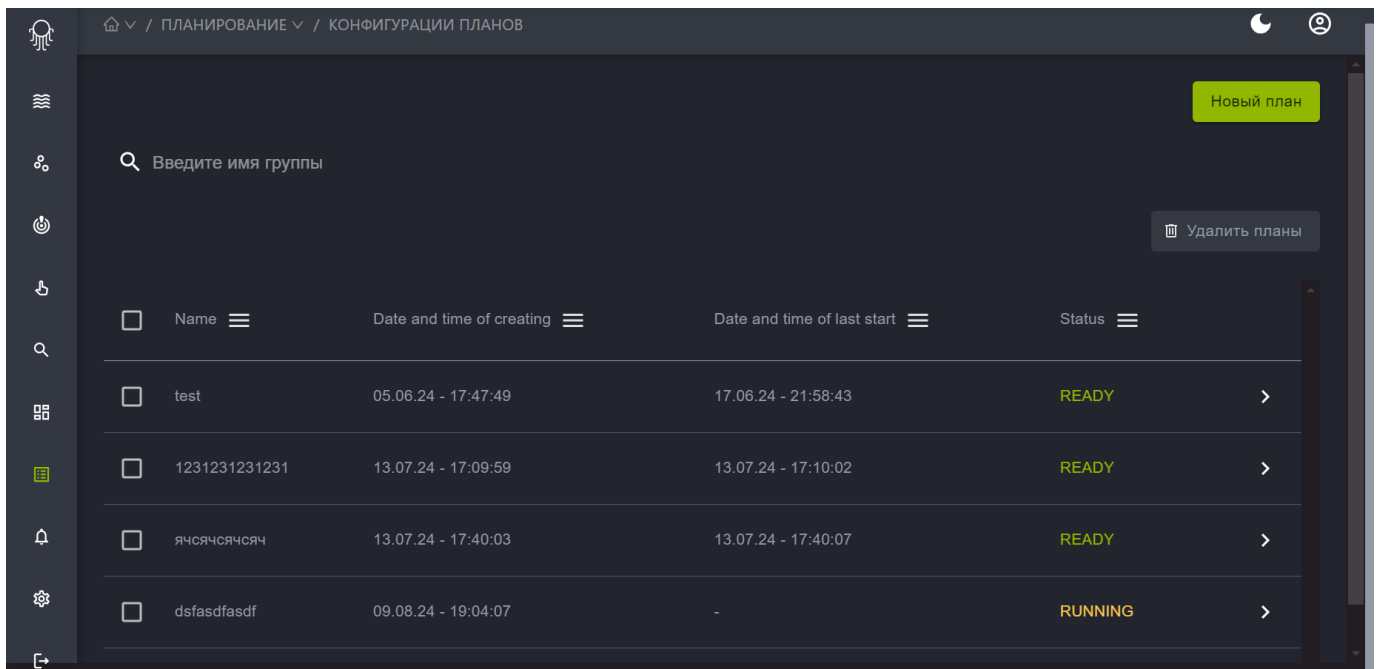 / ПЛАНИРОВАНИЕ / КОНФИГУРАЦИИ ПЛАНОВ
Новый план
Введите имя группы
Удалить планы
Name Date and time of creating Date and time of last start Status
test 05.06.24 - 17:47:49 17.06.24 - 21:58:43 READY
1231231231231 13.07.24 - 17:09:59 13.07.24 - 17:10:02 READY
ячсячсячсяч 13.07.24 - 17:40:03 13.07.24 - 17:40:07 READY
dsfasdfasdf 09.08.24 - 19:04:07 - RUNNING